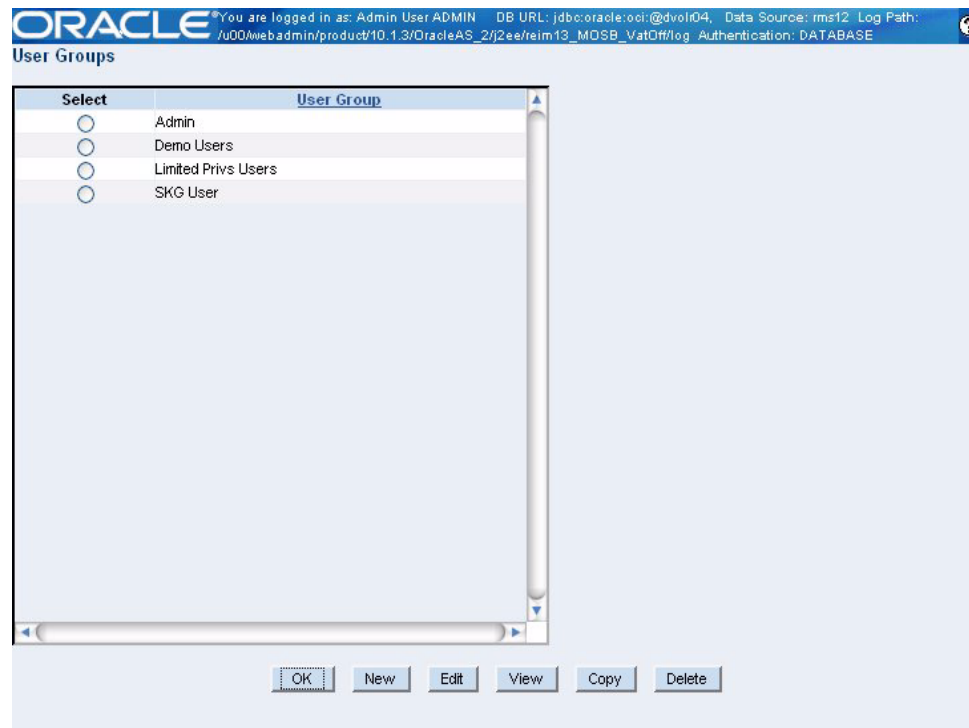 ORACLE
You are logged in as: Admin User ADMIN DB URL: jdbc:oracle:oci:@dvolr04, Data Source: rms12 Log Path:
/u00/webadmin/product/10.1.3/OracleAS_2/j2ee/reim13_MOSB_VatOff/log Authentication: DATABASE
User Groups
Select User Group
Admin
Demo Users
Limited Privs Users
SKG User
OK New Edit View Copy Delete